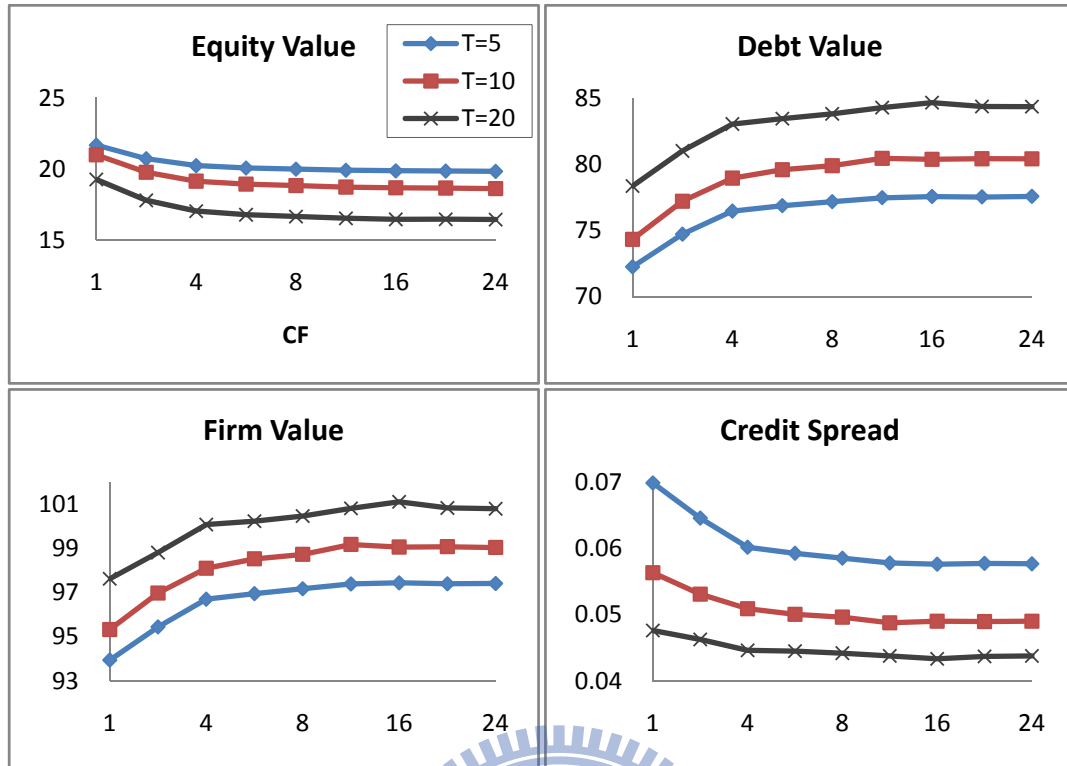 Equity Value
T=5
T=10
T=20
25
20
15
1 4 8 16 24
CF
Debt Value
85
80
75
70
1 4 8 16 24
Firm Value
101
99
97
95
93
1 4 8 16 24
Credit Spread
0.07
0.06
0.05
0.04
1 4 8 16 24